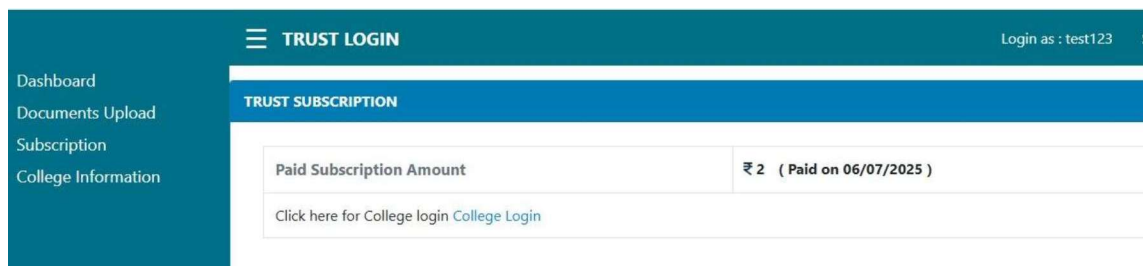 TRUST LOGIN
Login as : test123
Dashboard
Documents Upload
Subscription
College Information
TRUST SUBSCRIPTION
Paid Subscription Amount
₹ 2 ( Paid on 06/07/2025 )
Click here for College login College Login